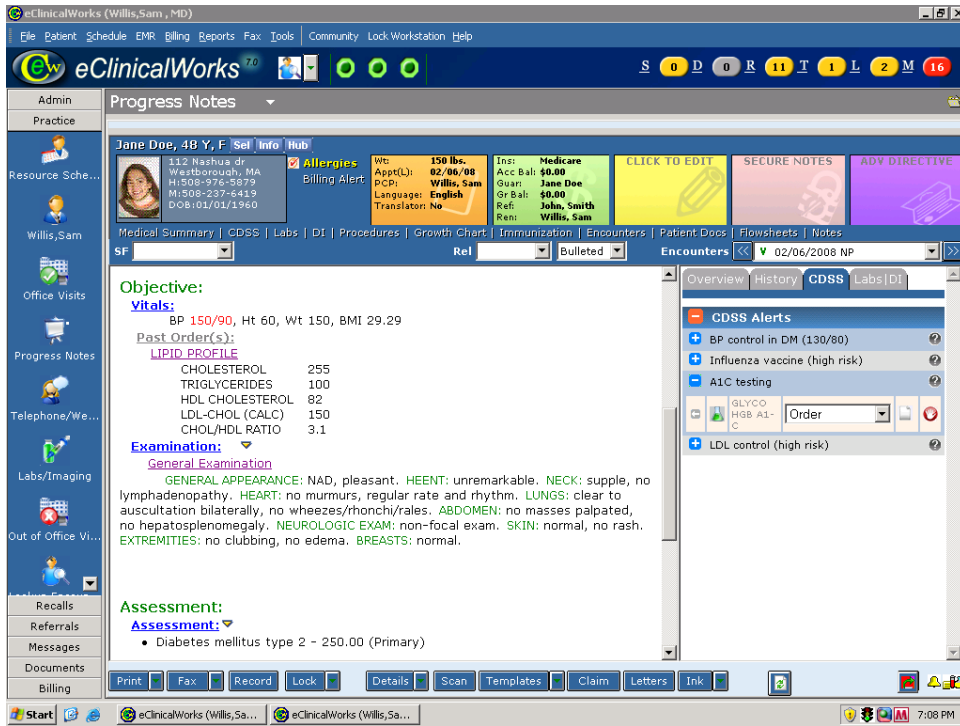 eClinicalWorks (Willis,Sam , MD)
File Patient Schedule EMR Billing Reports Fax Tools Community Lock Workstation Help
eCW eClinicalWorks 7.0 S 0 D 0 R 11 T 1 L 2 M 16
Admin
Practice
Resource Sche...
Willis,Sam
Office Visits
Progress Notes
Telephone/We...
Labs/Imaging
Out of Office Vi...
Recalls
Referrals
Messages
Documents
Billing
Progress Notes
Jane Doe, 48 Y, F Sel Info Hub
112 Nashua dr
Westborough, MA
H:508-976-5879
M:508-237-6419
DOB:01/01/1960
Allergies
Billing Alert
Wt: 150 lbs.
Appt(L): 02/06/08
PCP: Willis, Sam
Language: English
Translator: No
Ins: Medicare
Acc Bal: $0.00
Guar: Jane Doe
Gr Bal: $0.00
Ref: John, Smith
Ren: Willis, Sam
CLICK TO EDIT
SECURE NOTES
ADV DIRECTIVE
Medical Summary | CDSS | Labs | DI | Procedures | Growth Chart | Immunization | Encounters | Patient Docs | Flowsheets | Notes
SF Rel Bulleted Encounters << V 02/06/2008 NP >>
Objective:
Vitals:
BP 150/90, Ht 60, Wt 150, BMI 29.29
Past Order(s):
LIPID PROFILE
CHOLESTEROL 255
TRIGLYCERIDES 100
HDL CHOLESTEROL 82
LDL-CHOL (CALC) 150
CHOL/HDL RATIO 3.1
Examination:
General Examination
GENERAL APPEARANCE: NAD, pleasant. HEENT: unremarkable. NECK: supple, no
lymphadenopathy. HEART: no murmurs, regular rate and rhythm. LUNGS: clear to
auscultation bilaterally, no wheezes/rhonchi/rales. ABDOMEN: no masses palpated,
no hepatosplenomegaly. NEUROLOGIC EXAM: non-focal exam. SKIN: normal, no rash.
EXTREMITIES: no clubbing, no edema. BREASTS: normal.
Assessment:
Assessment:
• Diabetes mellitus type 2 - 250.00 (Primary)
Overview History CDSS Labs|DI
CDSS Alerts
BP control in DM (130/80)
Influenza vaccine (high risk)
A1C testing
GLYCO
HGB A1-
C
Order
LDL control (high risk)
Print Fax Record Lock Details Scan Templates Claim Letters Ink
Start eClinicalWorks (Willis,Sa... eClinicalWorks (Willis,Sa... 7:08 PM